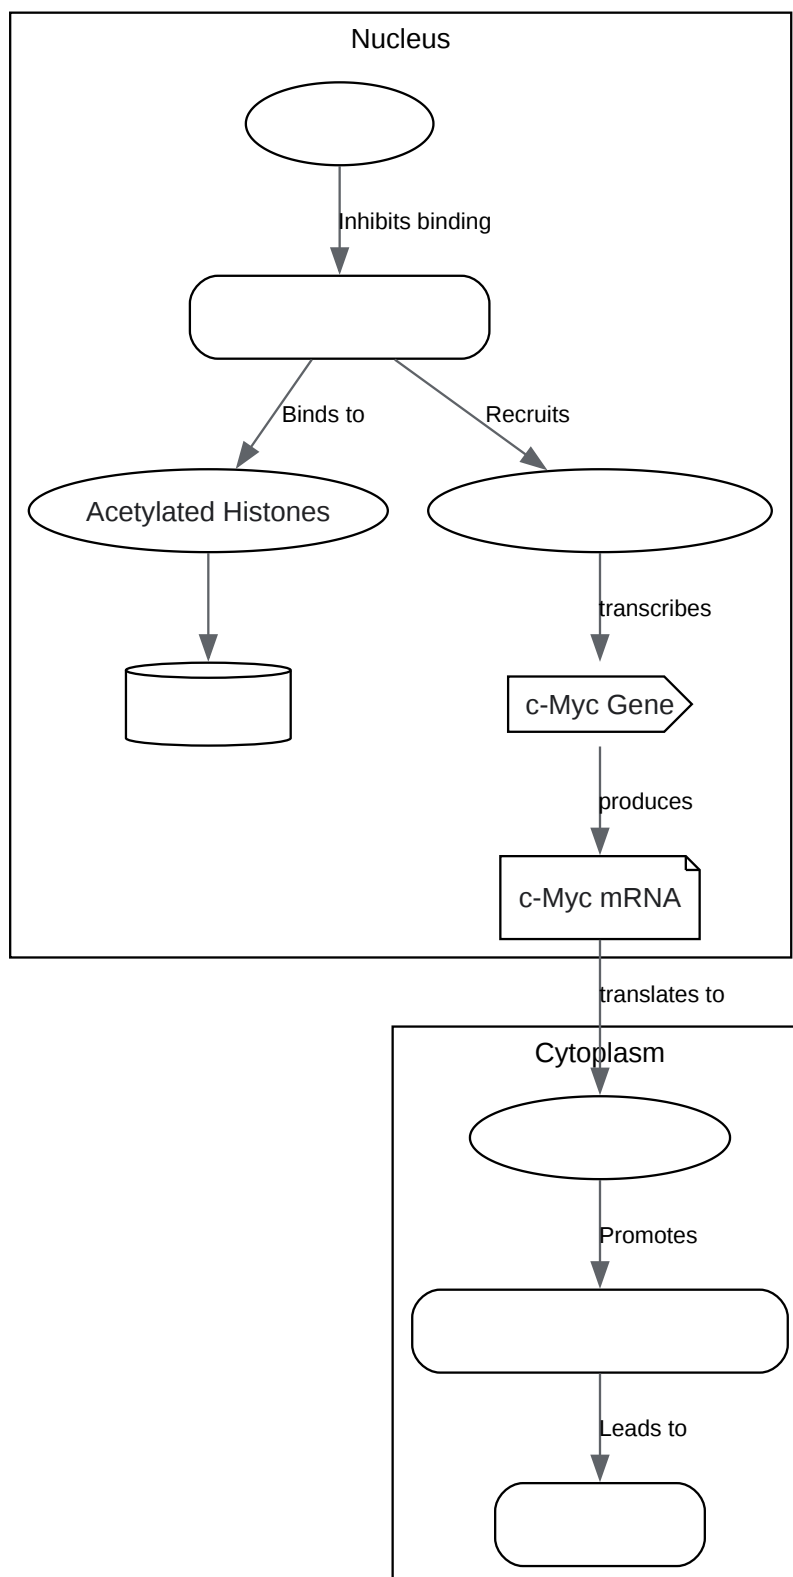 Nucleus
Inhibits binding
Binds to
Recruits
Acetylated Histones
transcribes
c-Myc Gene
produces
c-Myc mRNA
translates to
Cytoplasm
Promotes
Leads to